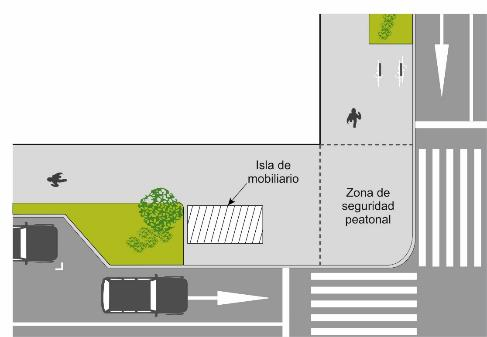 Isla de
mobiliario
Zona de
seguridad
peatonal